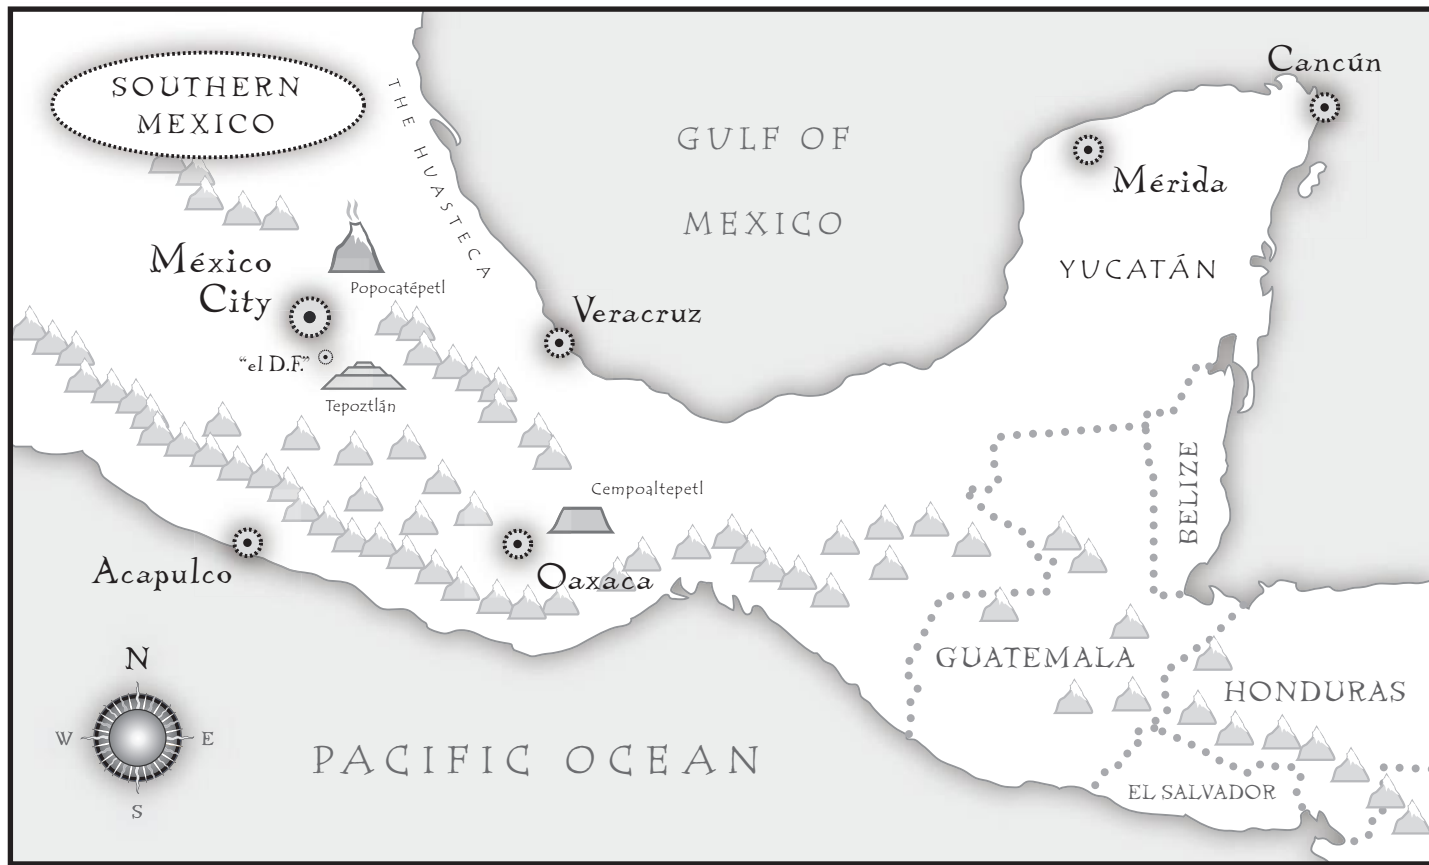 SOUTHERN
MEXICO
THE HUASTECA
GULF OF
MEXICO
Cancún
Mérida
YUCATÁN
México
City
Popocatépetl
Veracruz
"el D.F."
Tepoztlán
Cempoaltepetl
BELIZE
Acapulco
Oaxaca
GUATEMALA
HONDURAS
EL SALVADOR
PACIFIC OCEAN
N
W
E
S